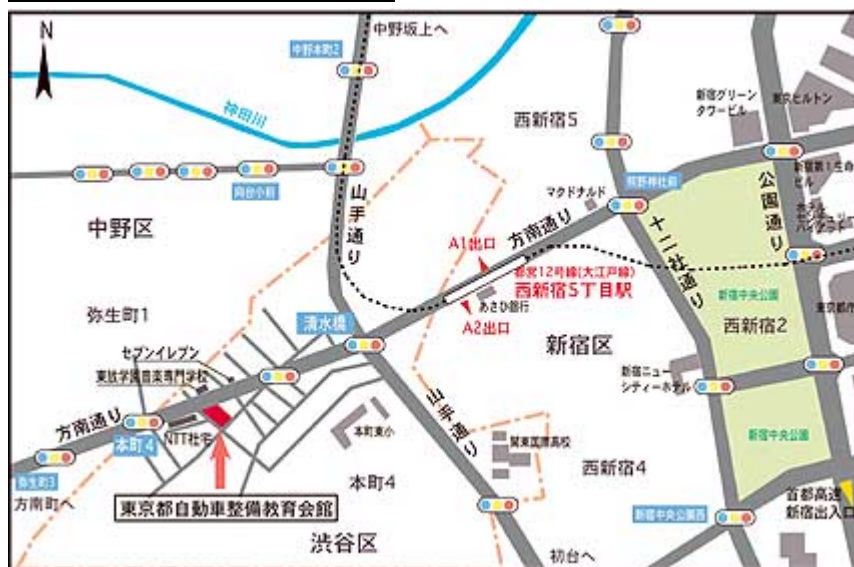 N
中野坂上へ
中野本町2
神田川
新宿グリーン
タワービル
東京ヒルトン
西新宿5
向台小前
山手通り
マクドナルド
熊野神社前
公園通り
新宿第1生命
ビル
中野区
方南通り
十二社通り
A1出口
都営12号線(大江戸線)
西新宿5丁目駅
あさひ銀行
A2出口
新宿中央公園
西新宿2
弥生町1
清水橋
新宿区
セブンイレブン
東放学園音楽専門学校
新宿ニュー
シティーホテル
山手通り
方南通り
本町4
NTT社宅
本町東小
関東国際高校
新宿中央公園
弥生町3
方南町へ
本町4
西新宿4
東京都自動車整備教育会館
新宿中央公園西
首都高速
新宿出入口
渋谷区
初台へ